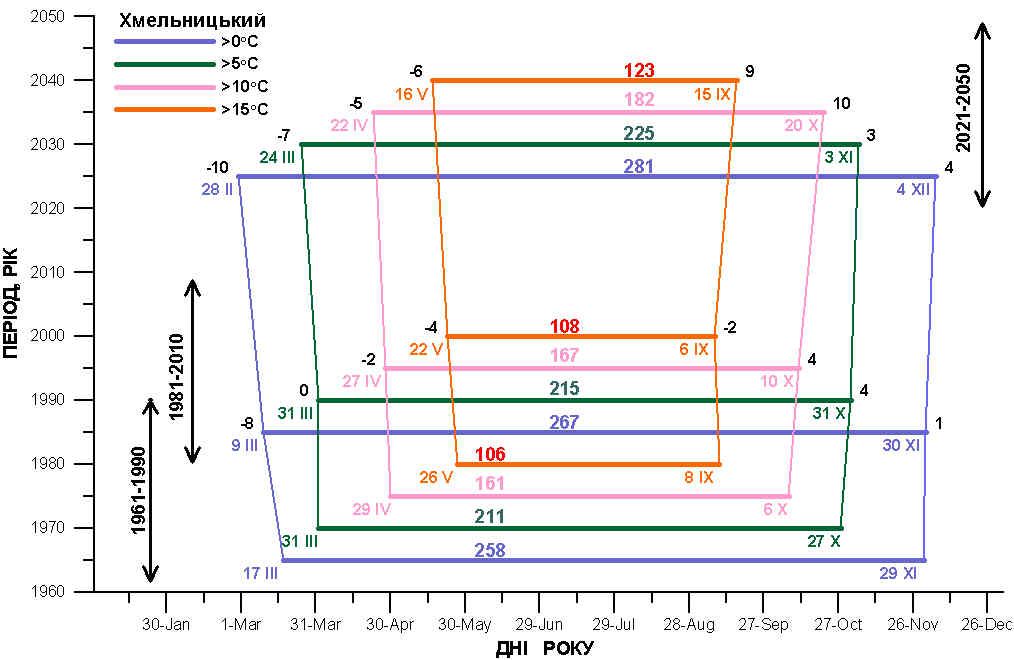 Хмельницький
>0°C
>5°C
>10°C
>15°C
ПЕРІОД, РІК
2050
2040
2030
2020
2010
2000
1990
1980
1970
1960
2021-2050
1981-2010
1961-1990
-6 123 9
16 V 15 IX
-5 182 10
22 IV 20 X
-7 225 3
24 III 3 XI
-10 281 4
28 II 4 XII
-4 108 -2
22 V 6 IX
-2 167 4
27 IV 10 X
0 215 4
31 III 31 X
-8 267 1
9 III 30 XI
106
26 V 8 IX
161
29 IV 6 X
211
31 III 27 X
258
17 III 29 XI
30-Jan 1-Mar 31-Mar 30-Apr 30-May 29-Jun 29-Jul 28-Aug 27-Sep 27-Oct 26-Nov 26-Dec
ДНІ РОКУ